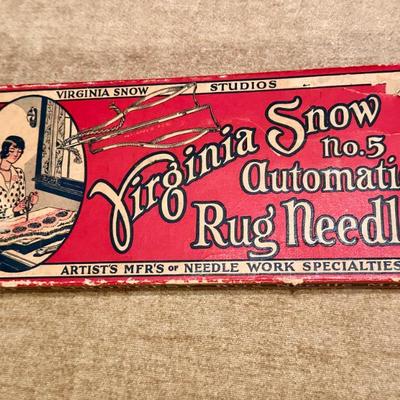 VIRGINIA SNOW STUDIOS
Virginia Snow
No.5
Automati
Rug Needl
ARTIST'S MFR'S OF NEEDLE WORK SPECIALTIES